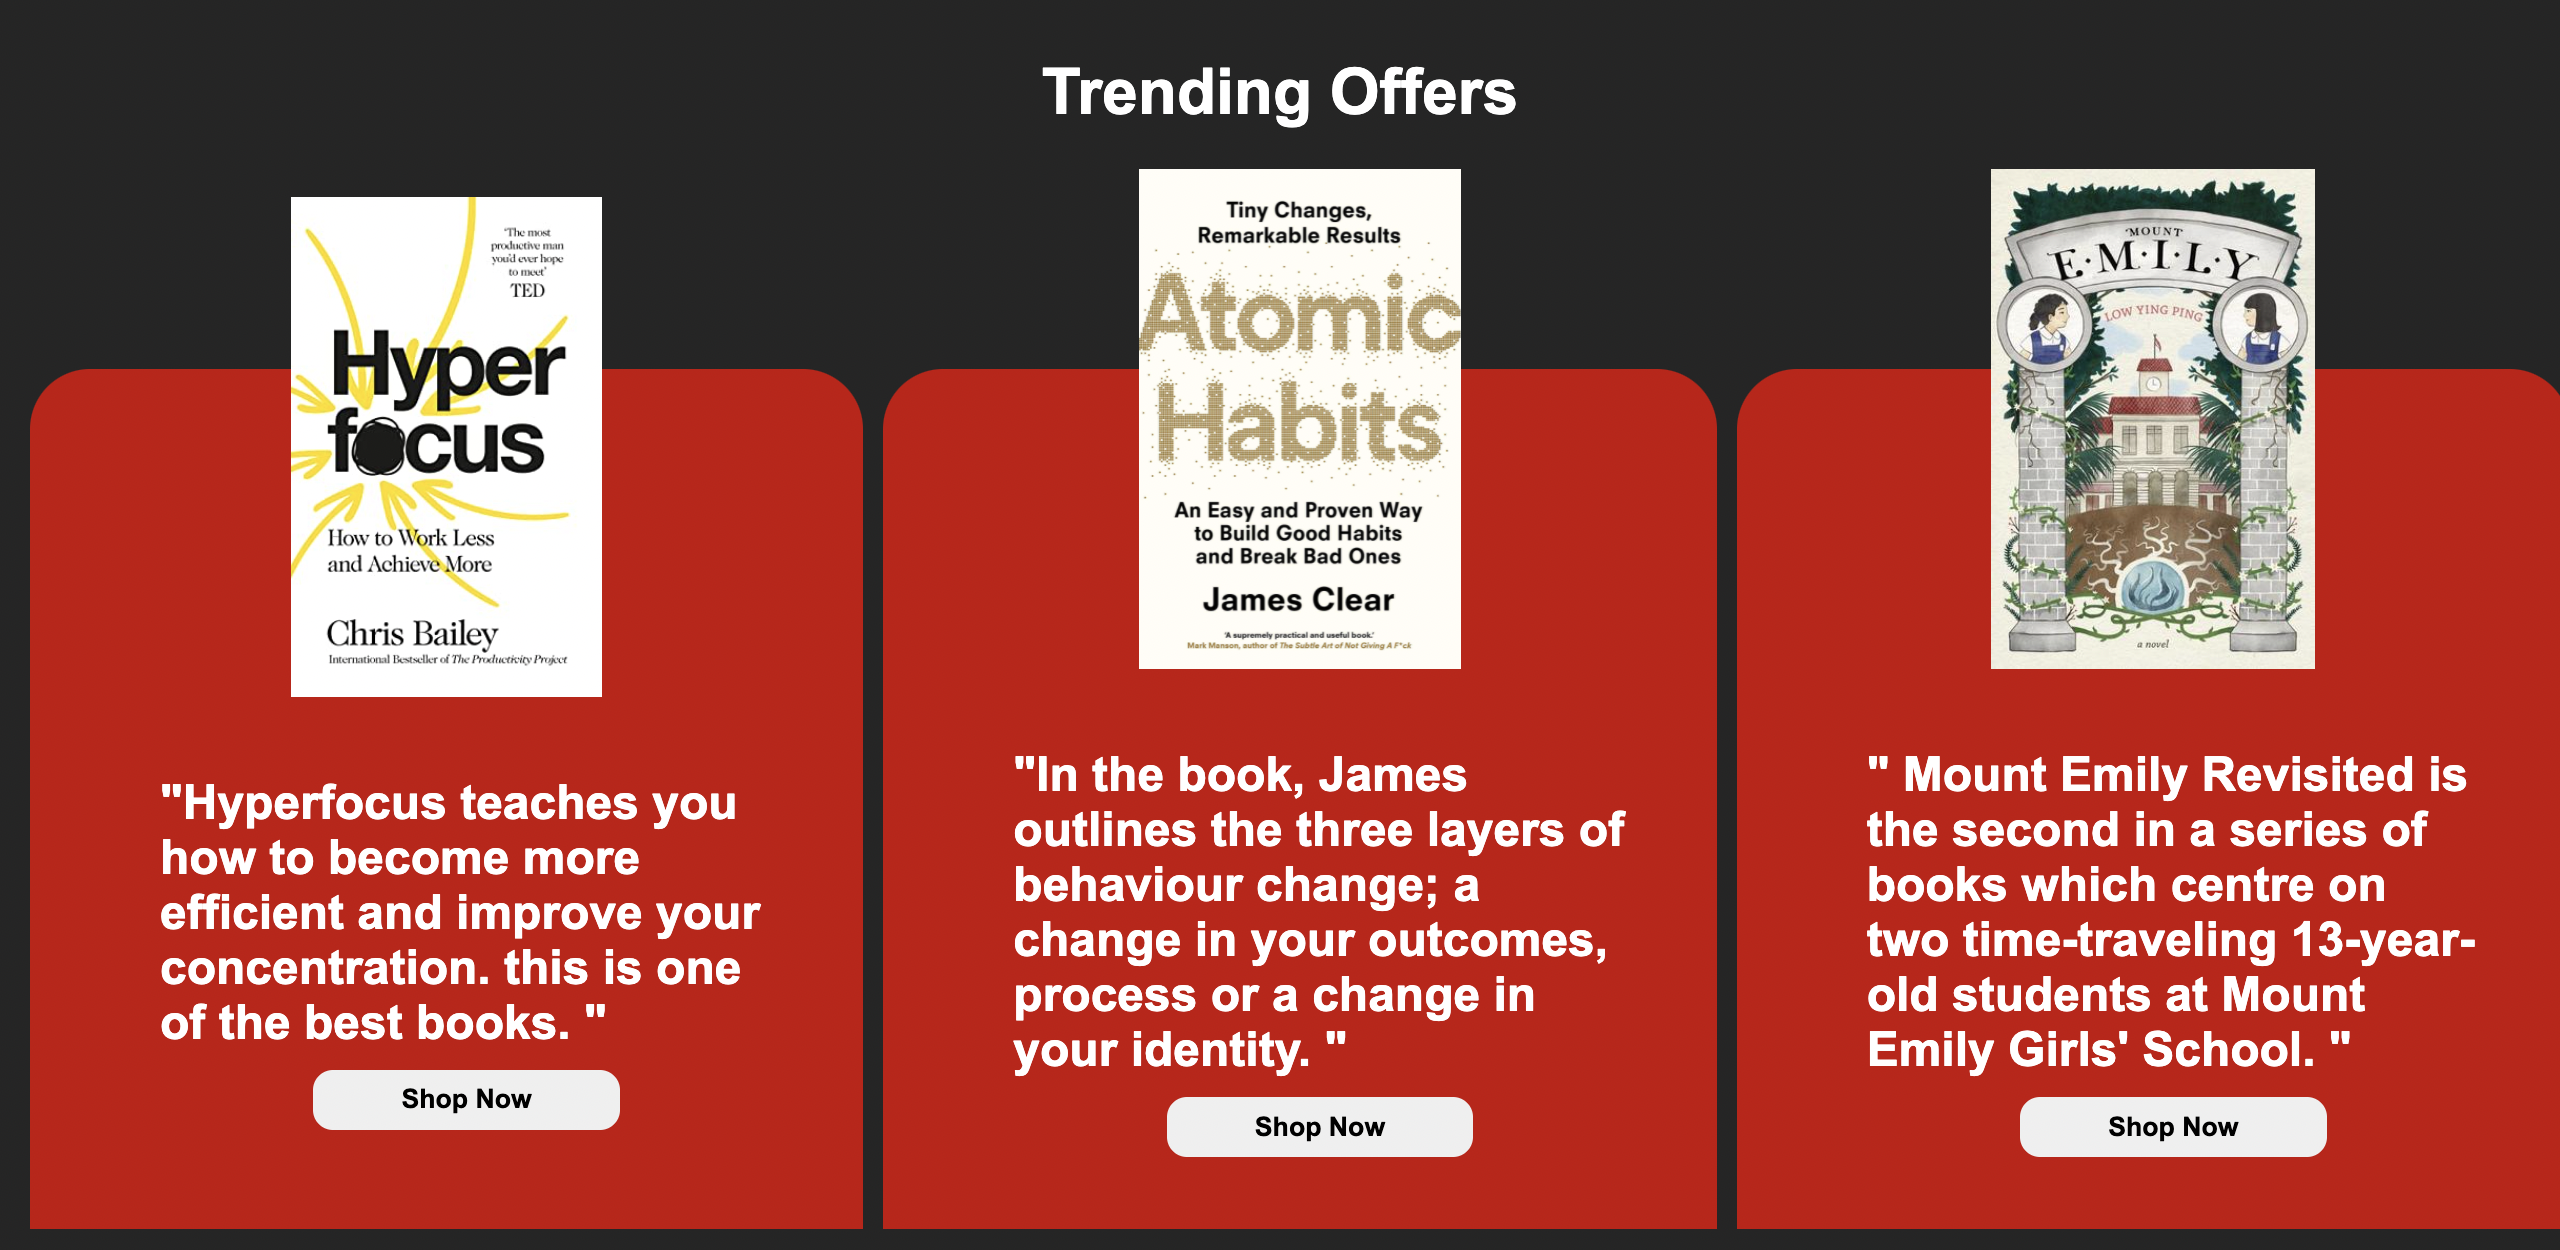 Trending Offers
'The most
productive man
you'd ever hope
to meet'
TED
Hyper
focus
How to Work Less
and Achieve More
Chris Bailey
International Bestseller of The Productivity Project
"Hyperfocus teaches you
how to become more
efficient and improve your
concentration. this is one
of the best books. "
Shop Now
Tiny Changes,
Remarkable Results
Atomic
Habits
An Easy and Proven Way
to Build Good Habits
and Break Bad Ones
James Clear
'A supremely practical and useful book.'
Mark Manson, author of The Subtle Art of Not Giving A F*ck
"In the book, James
outlines the three layers of
behaviour change; a
change in your outcomes,
process or a change in
your identity. "
Shop Now
MOUNT
E·M·I·L·Y
LOW YING PING
a novel
" Mount Emily Revisited is
the second in a series of
books which centre on
two time-traveling 13-year-
old students at Mount
Emily Girls' School. "
Shop Now